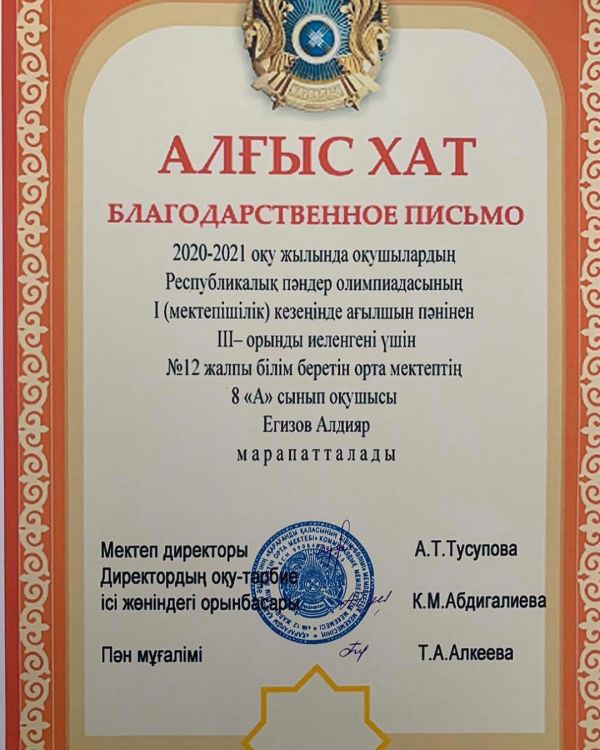 АЛҒЫС ХАТ
БЛАГОДАРСТВЕННОЕ ПИСЬМО
2020-2021 оқу жылында оқушылардың
Республикалық пәндер олимпиадасының
I (мектепішілік) кезеңінде ағылшын пәнінен
III– орынды иеленгені үшін
№12 жалпы білім беретін орта мектептің
8 «А» сынып оқушысы
Егизов Алдияр
марапатталады
Мектеп директоры А.Т.Тусупова
Директордың оқу-тәрбие
ісі жөніндегі орынбасары К.М.Абдигалиева
Пән мұғалімі Т.А.Алкеева